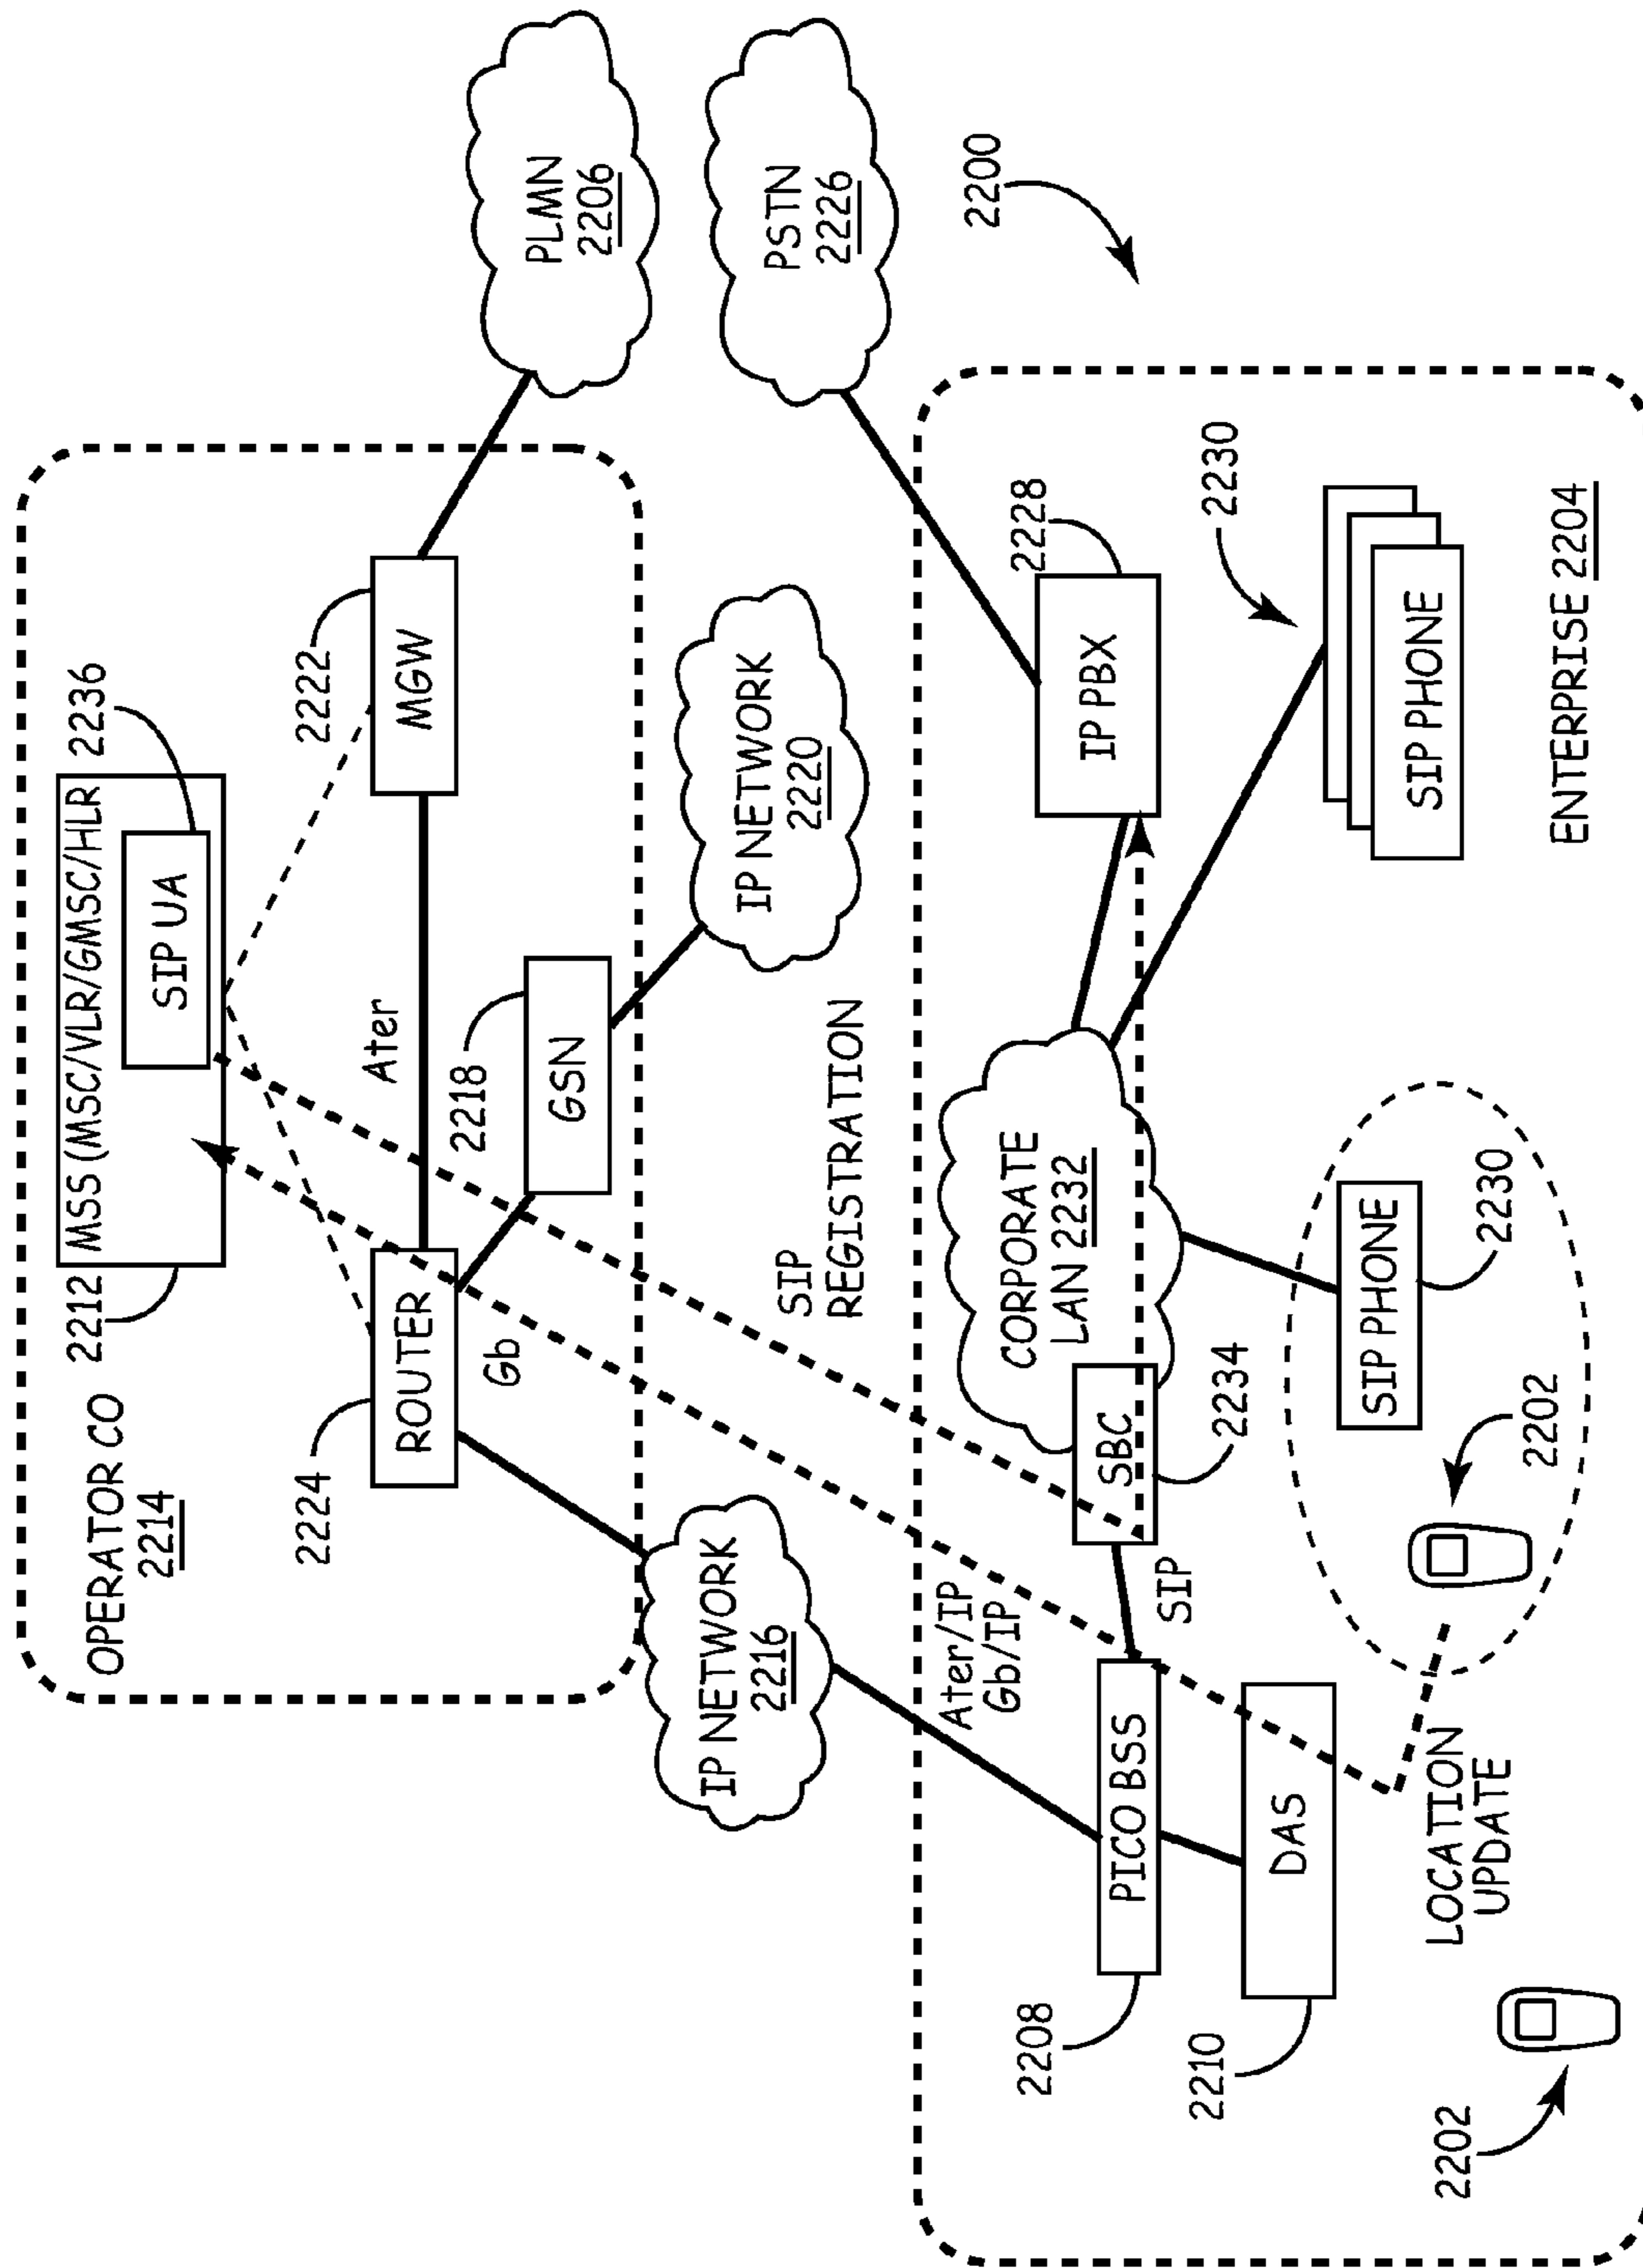 OPERATOR CO
2214
2212
MSS (MSC/VLR/GMSC/HLR
SIP UA
2236
2224
ROUTER
Ater
2222
MGW
Gb
2218
GSN
PLMN
2206
IP NETWORK
2216
IP NETWORK
2220
PSTN
2226
SIP
REGISTRATION
2200
Ater/IP
Gb/IP
SIP
2208
PICO BSS
SBC
2234
CORPORATE
LAN 2232
2228
IP PBX
2210
DAS
2230
SIP PHONE
SIP PHONE
2230
2202
LOCATION
UPDATE
2202
ENTERPRISE 2204